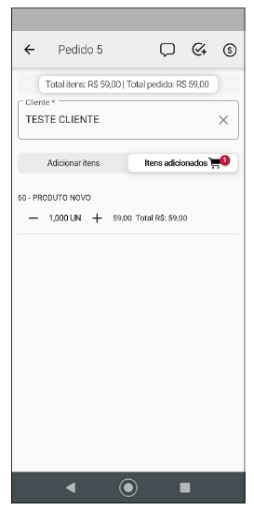 Pedido 5
Total itens: R$ 59,00 | Total pedido: R$ 59,00
Cliente *
TESTE CLIENTE
Adicionar itens
Itens adicionados 1
60 - PRODUTO NOVO
1,000 UN 59,00 Total R$: 59,00